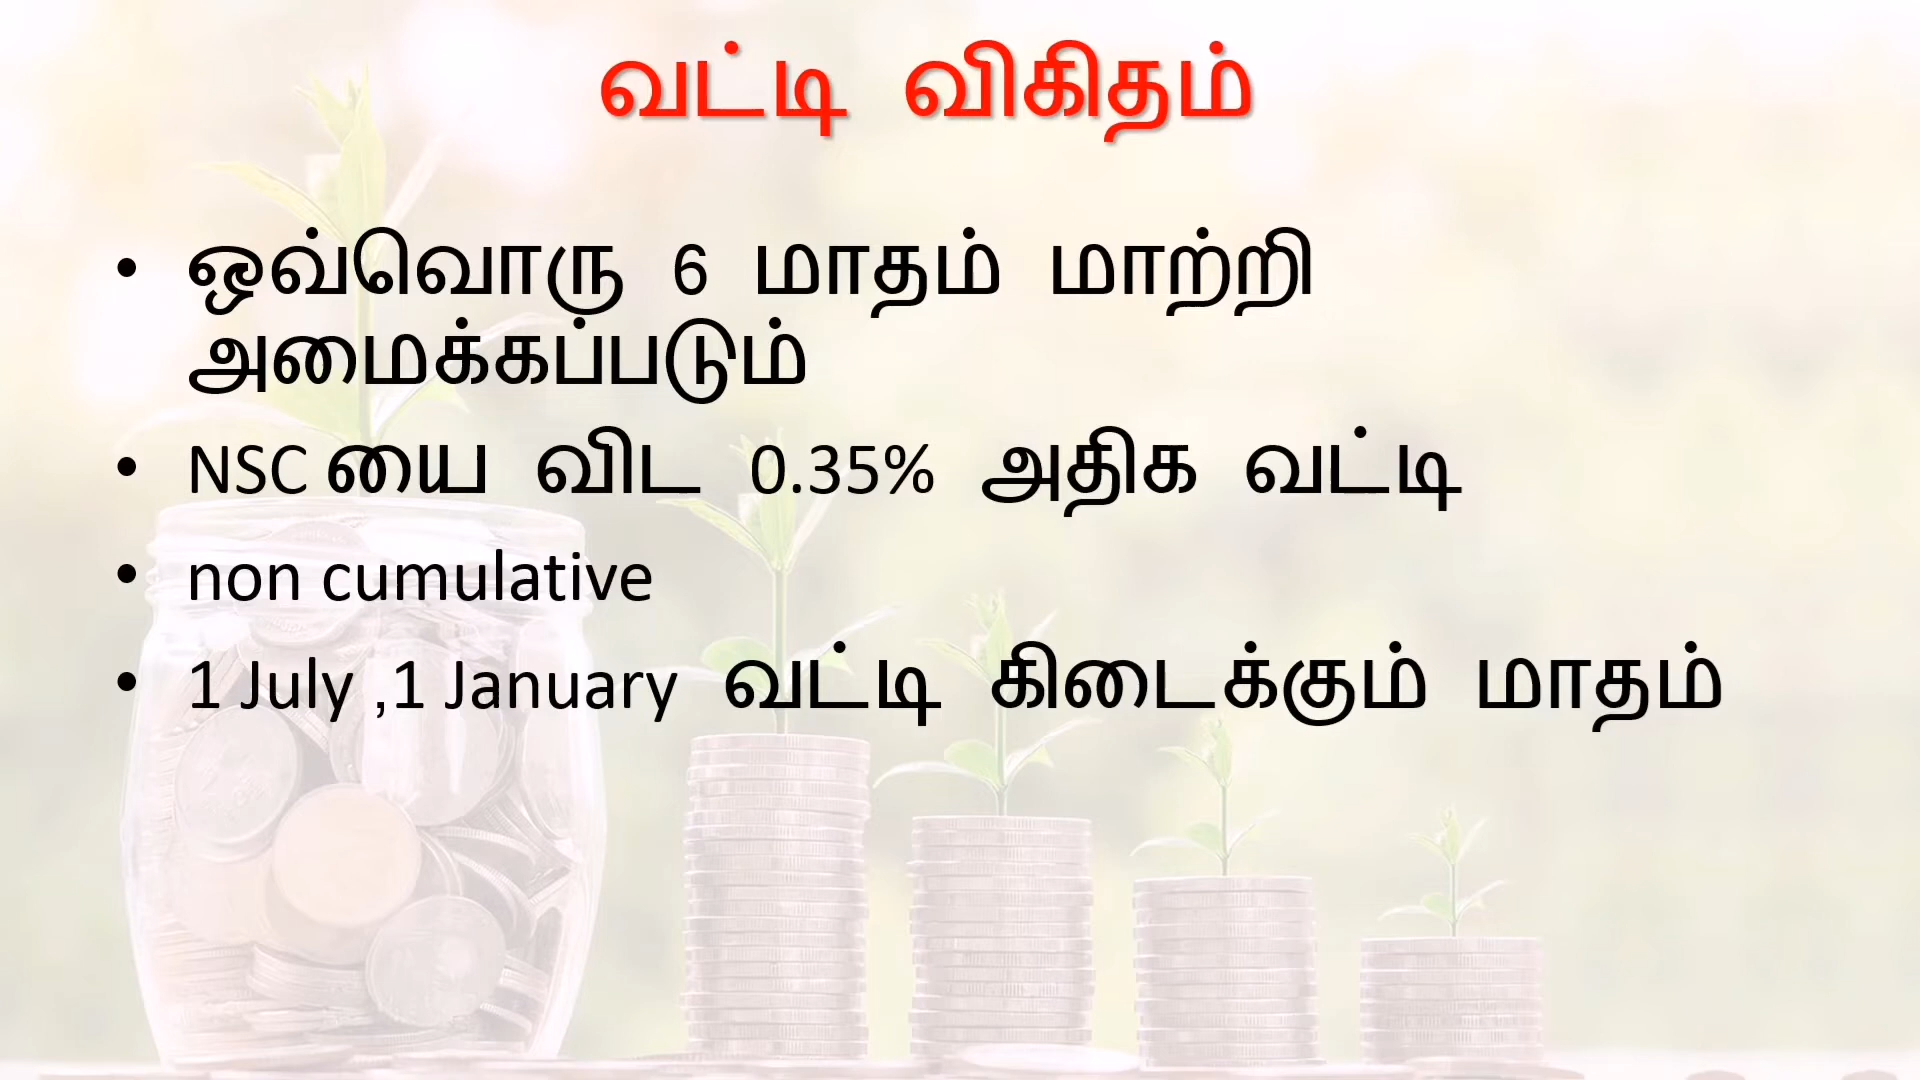 வட்டி விகிதம்
• ஒவ்வொரு 6 மாதம் மாற்றி
அமைக்கப்படும்
• NSC யை விட 0.35% அதிக வட்டி
• non cumulative
• 1 July ,1 January வட்டி கிடைக்கும் மாதம்